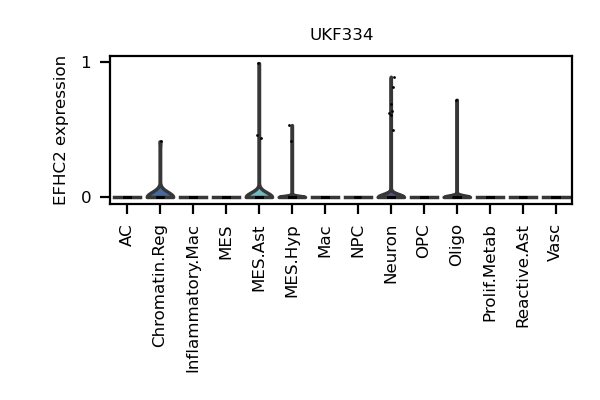 UKF334
EFHC2 expression
1
0
AC
Chromatin.Reg
Inflammatory.Mac
MES
MES.Ast
MES.Hyp
Mac
NPC
Neuron
OPC
Oligo
Prolif.Metab
Reactive.Ast
Vasc